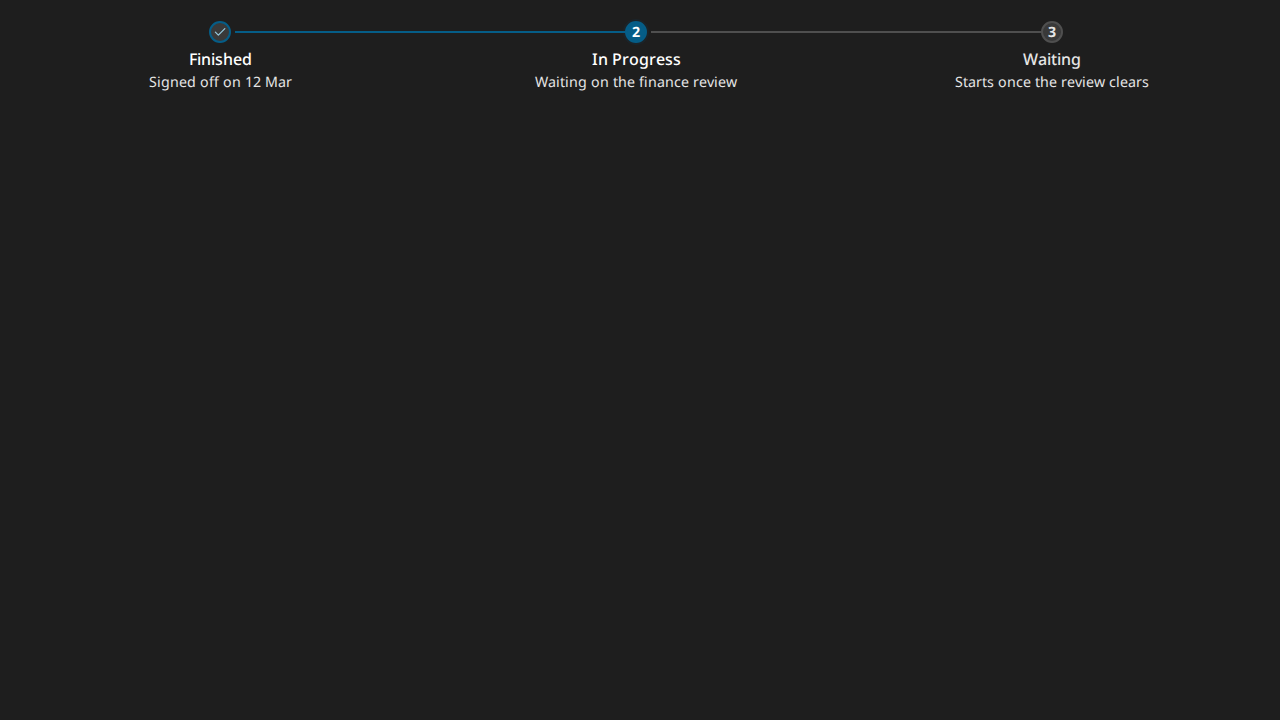 2
3
Finished
In Progress
Waiting
Signed off on 12 Mar
Waiting on the finance review
Starts once the review clears